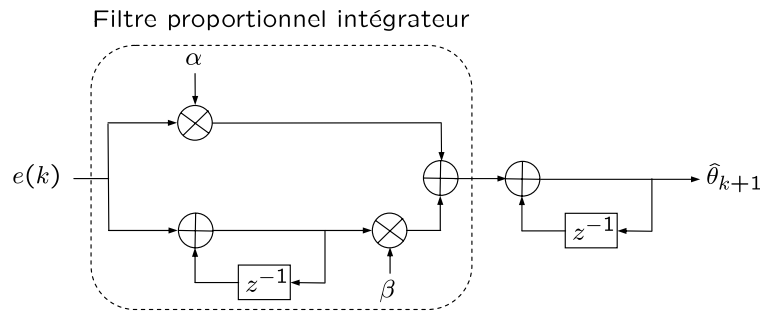 Filtre proportionnel intégrateur
α
e(k)
θ̂ₖ₊₁
z⁻¹
z⁻¹
β